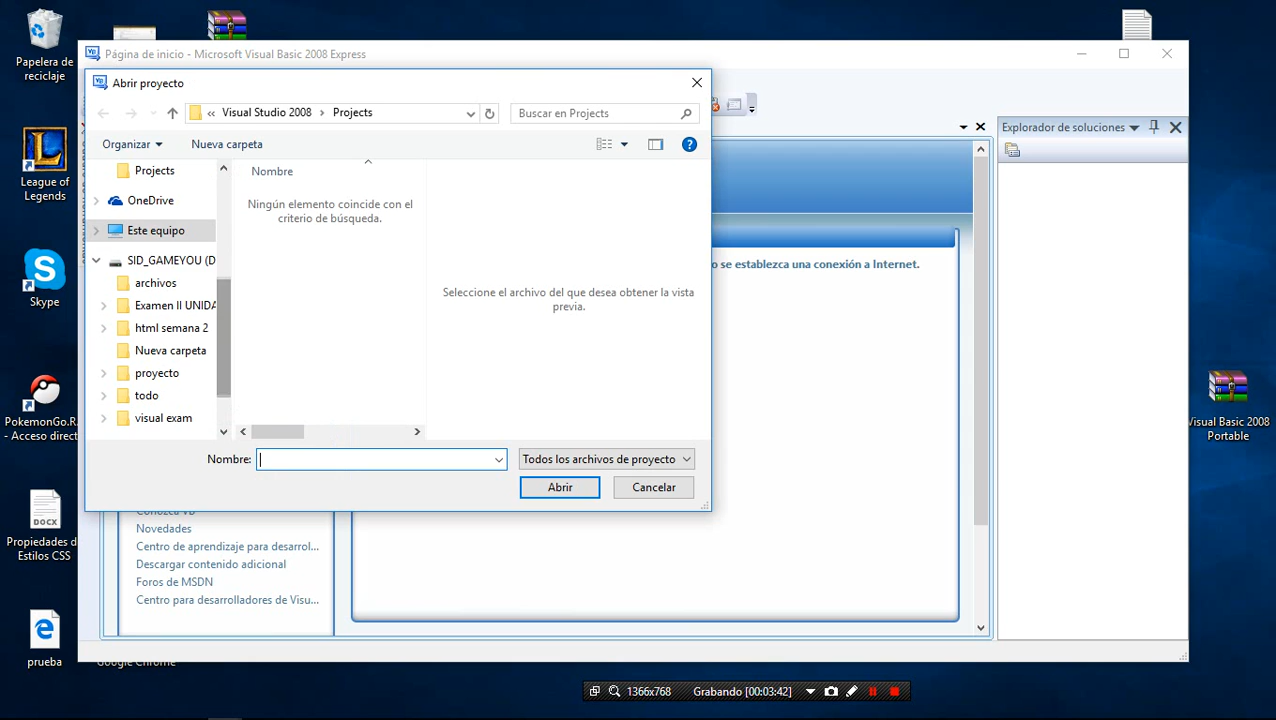 Papelera de
reciclaje
League of
Legends
Skype
PokemonGo.R.
- Acceso direct
DOCX
Propiedades d
Estilos CSS
prueba
Página de inicio - Microsoft Visual Basic 2008 Express
Abrir proyecto
« Visual Studio 2008 › Projects
Buscar en Projects
Organizar
Nueva carpeta
Projects
OneDrive
Este equipo
SID_GAMEYOU (D
archivos
Examen II UNIDA
html semana 2
Nueva carpeta
proyecto
todo
visual exam
Nombre
Ningún elemento coincide con el
criterio de búsqueda.
Seleccione el archivo del que desea obtener la vista
previa.
Nombre:
Todos los archivos de proyecto
Abrir
Cancelar
o se establezca una conexión a Internet.
Explorador de soluciones
Conozca VB
Novedades
Centro de aprendizaje para desarrol...
Descargar contenido adicional
Foros de MSDN
Centro para desarrolladores de Visu...
Google Chrome
Visual Basic 2008
Portable
1366x768
Grabando [00:03:42]